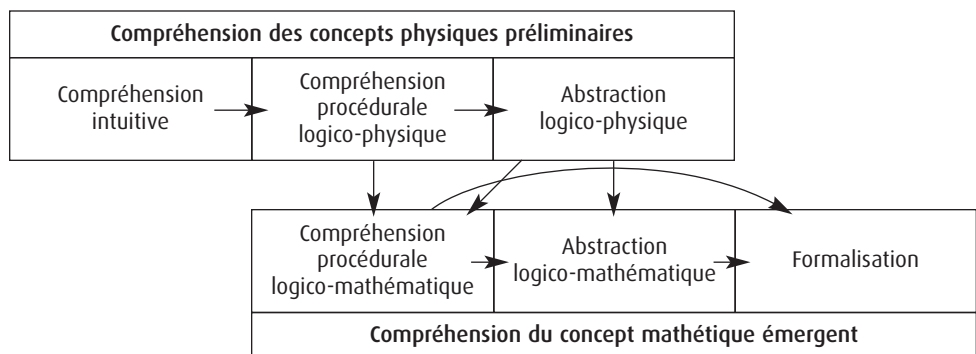 Compréhension des concepts physiques préliminaires
Compréhension
intuitive
Compréhension
procédurale
logico-physique
Abstraction
logico-physique
Compréhension
procédurale
logico-mathématique
Abstraction
logico-mathématique
Formalisation
Compréhension du concept mathétique émergent